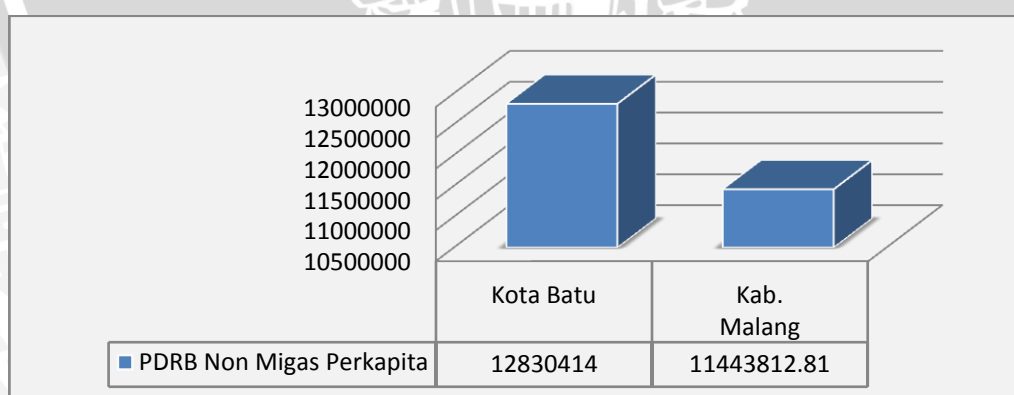 13000000
12500000
12000000
11500000
11000000
10500000
Kota Batu
Kab.
Malang
PDRB Non Migas Perkapita 12830414 11443812.81